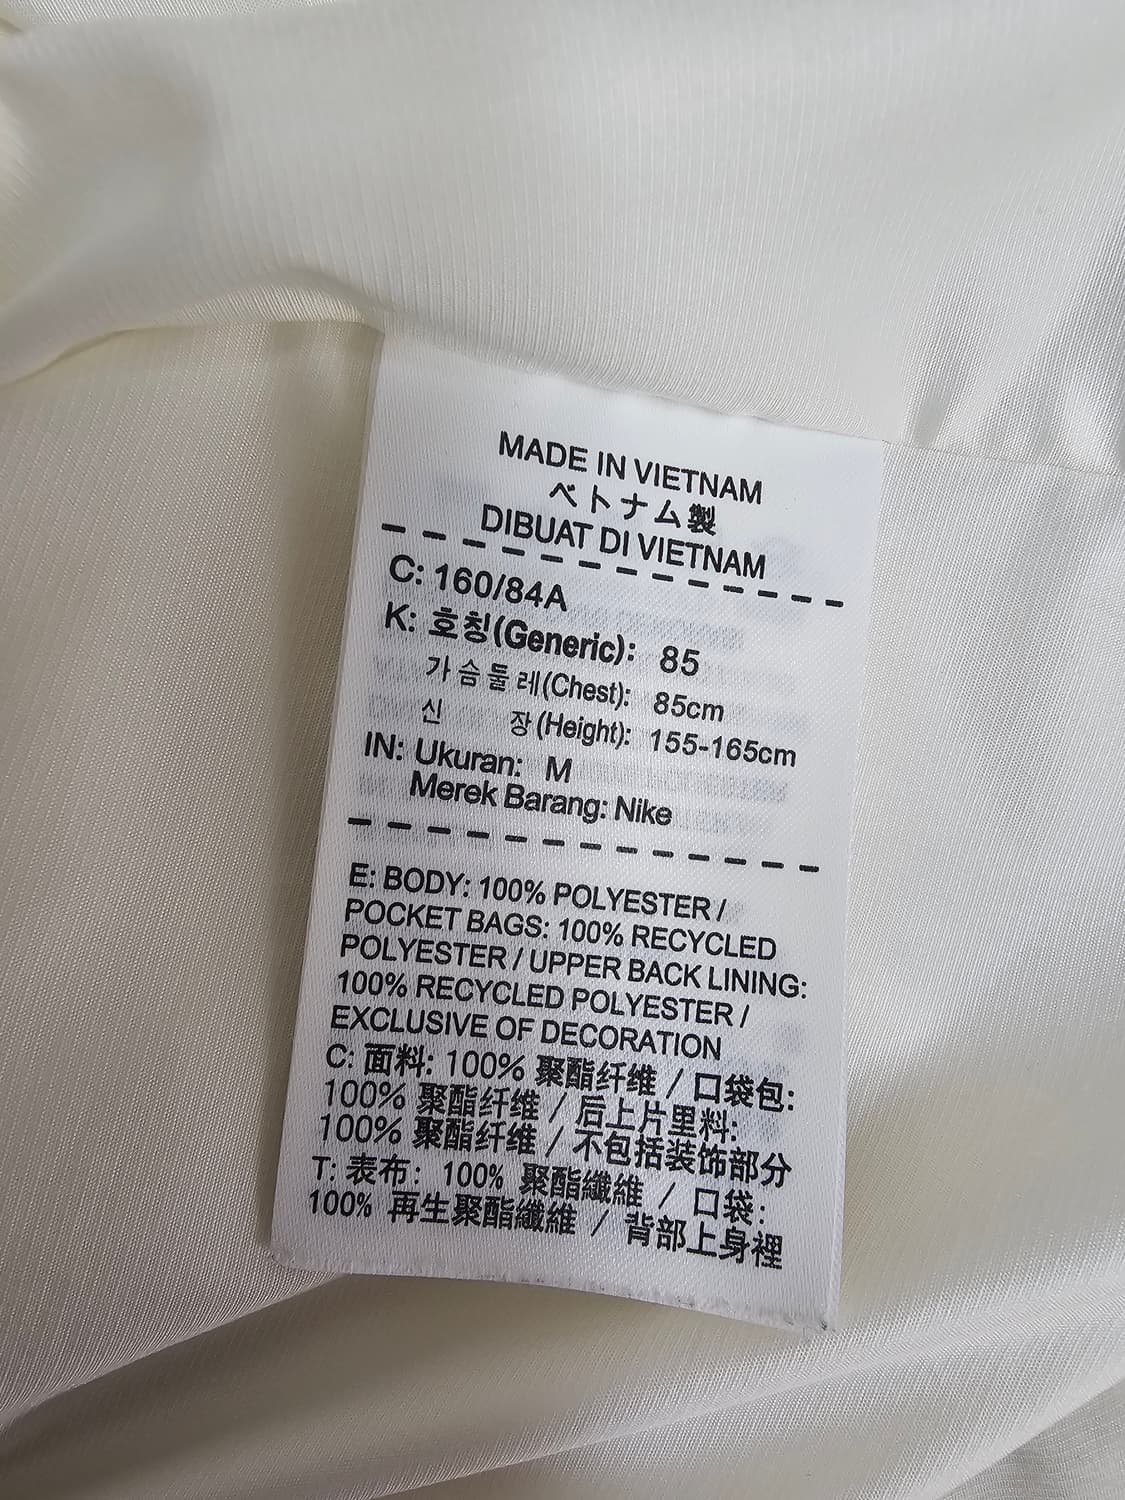 MADE IN VIETNAM
ベトナム製
DIBUAT DI VIETNAM
C: 160/84A
K: 호칭(Generic): 85
가슴둘레(Chest): 85cm
신 장(Height): 155-165cm
IN: Ukuran: M
Merek Barang: Nike
E: BODY: 100% POLYESTER /
POCKET BAGS: 100% RECYCLED
POLYESTER / UPPER BACK LINING:
100% RECYCLED POLYESTER /
EXCLUSIVE OF DECORATION
C: 面料: 100% 聚酯纤维 / 口袋包:
100% 聚酯纤维 / 后上片里料:
100% 聚酯纤维 / 不包括装饰部分
T: 表布: 100% 聚酯纖維 / 口袋:
100% 再生聚酯纖維 / 背部上身裡